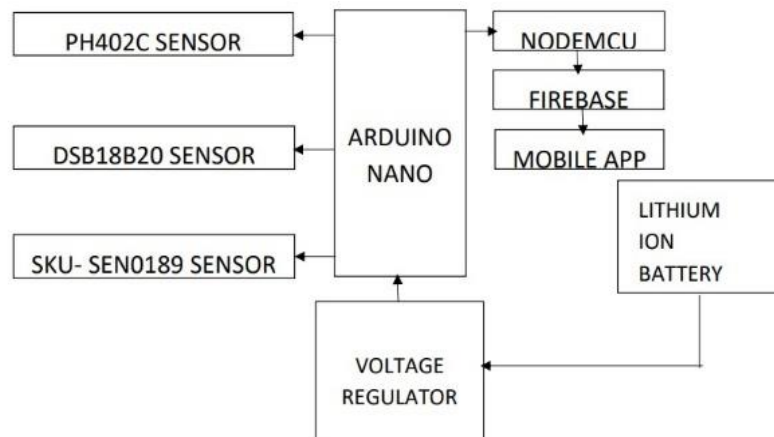 PH402C SENSOR
DSB18B20 SENSOR
SKU- SEN0189 SENSOR
ARDUINO
NANO
NODEMCU
FIREBASE
MOBILE APP
LITHIUM
ION
BATTERY
VOLTAGE
REGULATOR